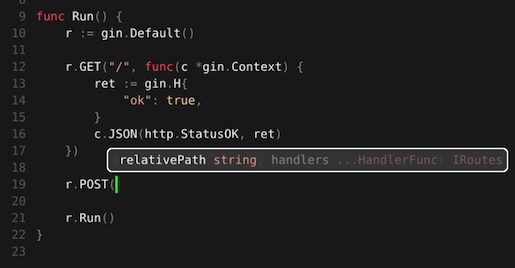 9 func Run() {
10 r := gin.Default()
11
12 r.GET("/", func(c *gin.Context) {
13 ret := gin.H{
14 "ok": true,
15 }
16 c.JSON(http.StatusOK, ret)
17 })
(relativePath string, handlers ...HandlerFunc) IRoutes
18
19 r.POST(
20
21 r.Run()
22 }
23